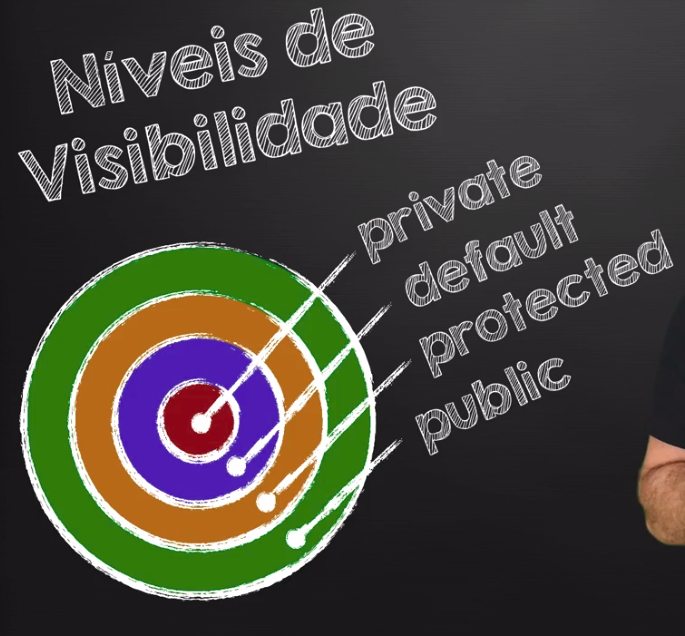 Níveis de
Visibilidade
private
default
protected
public